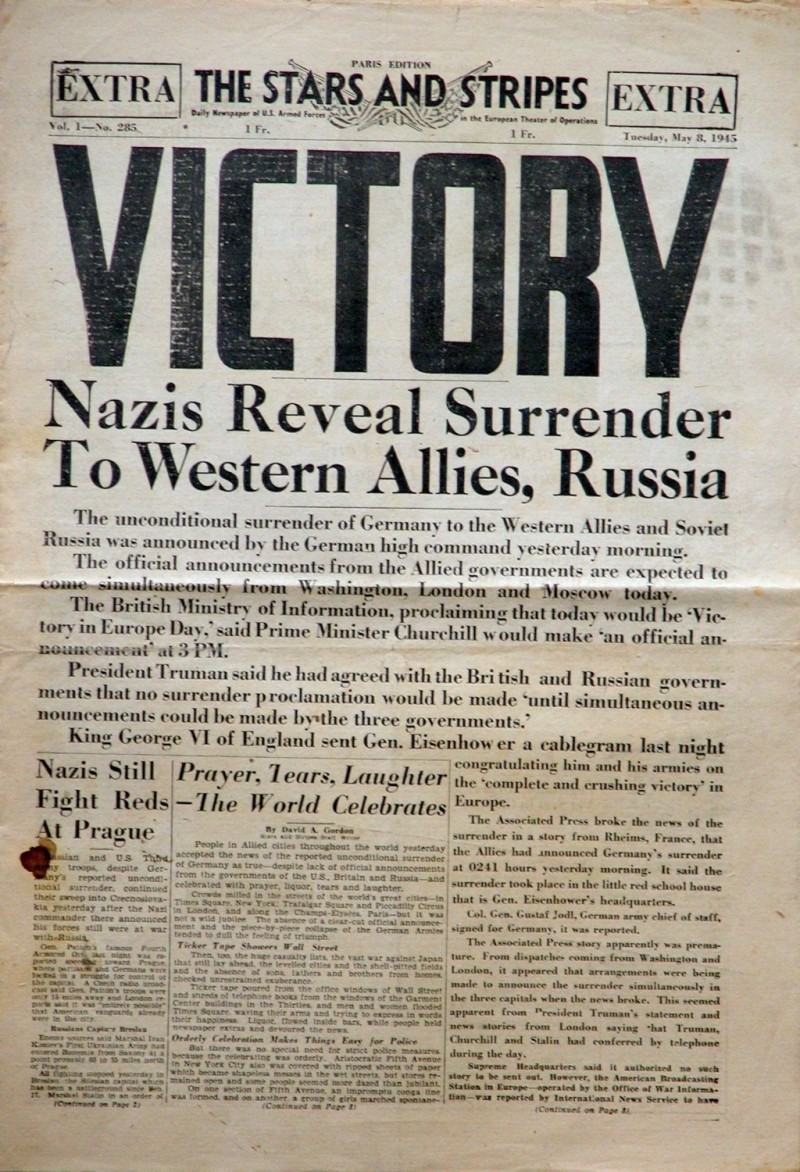 PARIS EDITION
EXTRA
THE STARS AND STRIPES
EXTRA
Daily Newspaper of U.S. Armed Forces
in the European Theater of Operations
Vol. 1—No. 285
1 Fr.
1 Fr.
Tuesday, May 8, 1945
VICTORY
Nazis Reveal Surrender
To Western Allies, Russia
The unconditional surrender of Germany to the Western Allies and Soviet
Russia was announced by the German high command yesterday morning.
The official announcements from the Allied governments are expected to
come simultaneously from Washington, London and Moscow today.
The British Ministry of Information, proclaiming that today would be ‘Vic-
tory in Europe Day,’ said Prime Minister Churchill would make ‘an official an-
nouncement’ at 3 PM.
President Truman said he had agreed with the British and Russian govern-
ments that no surrender proclamation would be made ‘until simultaneous an-
nouncements could be made by the three governments.’
King George VI of England sent Gen. Eisenhower a cablegram last night
congratulating him and his armies on
the ‘complete and crushing victory’ in
Europe.
The Associated Press broke the news of the
surrender in a story from Rheims, France, that
the Allies had announced Germany's surrender
at 0241 hours yesterday morning. It said the
surrender took place in the little red school house
that is Gen. Eisenhower's headquarters.
Col. Gen. Gustaf Jodl, German army chief of staff,
signed for Germany, it was reported.
The Associated Press story apparently was prema-
ture. From dispatches coming from Washington and
London, it appeared that arrangements were being
made to announce the surrender simultaneously in
the three capitals when the news broke. This seemed
apparent from President Truman's statement and
news stories from London saying that Truman,
Churchill and Stalin had conferred by telephone
during the day.
Supreme Headquarters said it authorized no such
story to be sent out. However, the American Broadcasting
Station in Europe—operated by the Office of War Informa-
tion—was reported by International News Service to have
(Continued on Page 8)
Nazis Still
Fight Reds
At Prague
and U.S. Third
troops, despite Ger-
reported uncondi-
tional surrender, continued
their sweep into Czechoslova-
kia yesterday after the Nazi
commander there announced
his forces still were at war
with Russia.
Gen. Patton's famous Fourth
Armored Div. last night was re-
ported speeding toward Prague,
where partisans and Germans were
locked in a struggle for control of
the capital. A Czech radio broad-
cast said Gen. Patton's troops were
only 15 miles away and London re-
ports said it was "entirely possible"
that American vanguards already
were in the city.
Russians Capture Breslau
Enemy sources said Marshal Ivan
Konev's First Ukrainian Army had
entered Bohemia from Saxony at a
point 50 to 55 miles north
of Prague.
All fighting stopped yesterday in
Breslau, the Silesian capital which
has been a battleground since Feb.
17. Marshal Stalin in an order of
(Continued on Page 2)
Prayer, Tears, Laughter
—The World Celebrates
By David A. Gordon
Stars and Stripes Staff Writer
People in Allied cities throughout the world yesterday
accepted the news of the reported unconditional surrender
of Germany as true—despite lack of official announcements
from the governments of the U.S., Britain and Russia—and
celebrated with prayer, liquor, tears and laughter.
Crowds milled in the streets of the world's great cities—in
Times Square, New York, Trafalgar Square and Piccadilly Circus
in London, and along the Champs-Elysees, Paris—but it was
not a wild jubilee. The absence of a clear-cut official announce-
ment and the piece-by-piece collapse of the German Armies
tended to dull the feeling of triumph.
Ticker Tape Showers Wall Street
Then, too, the huge casualty lists, the vast war against Japan
that still lay ahead, the levelled cities and the shell-pitted fields
and the absence of sons, fathers and brothers from homes,
checked unrestrained exuberance.
Ticker tape poured from the office windows of Wall Street
and shreds of telephone books from the windows of the Garment
Center buildings in the Thirties, and men and women flooded
Times Square, waving their arms and trying to express in words
their happiness. Liquor flowed inside bars, while people held
newspaper extras and devoured the news.
Orderly Celebration Makes Things Easy for Police
But there was no special need for strict police measures
because the celebrating was orderly. Aristocratic Fifth Avenue
in New York City also was covered with ripped sheets of paper
which became shapeless messes in the wet streets, but stores re-
mained open and some people seemed more dazed than jubilant.
On one section of Fifth Avenue, an impromptu conga line
was formed, and on another, a group of girls marched spontane-
(Continued on Page 8)